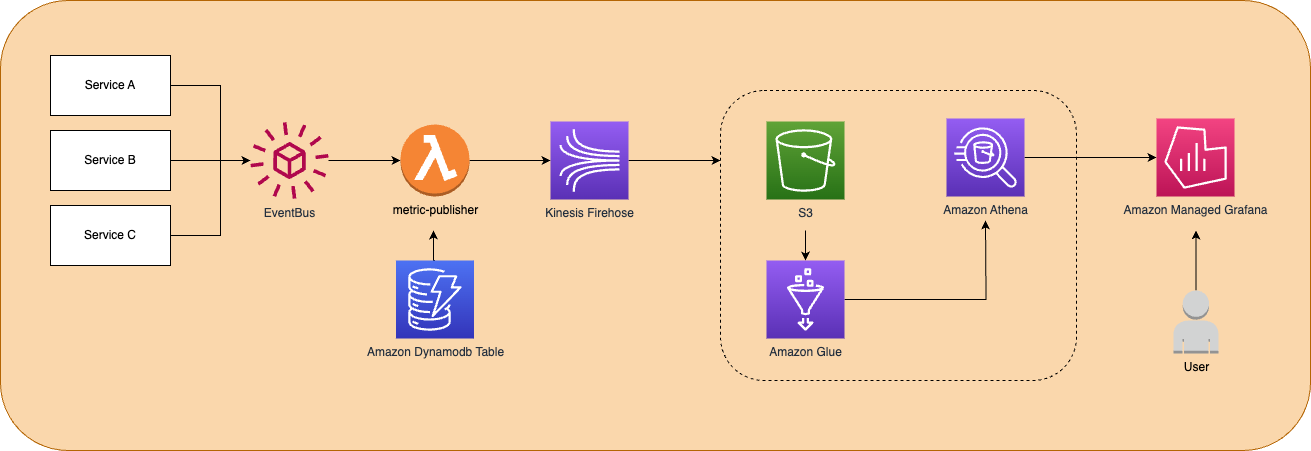 Service A
Service B
Service C
EventBus
metric-publisher
Amazon Dynamodb Table
Kinesis Firehose
S3
Amazon Glue
Amazon Athena
Amazon Managed Grafana
User